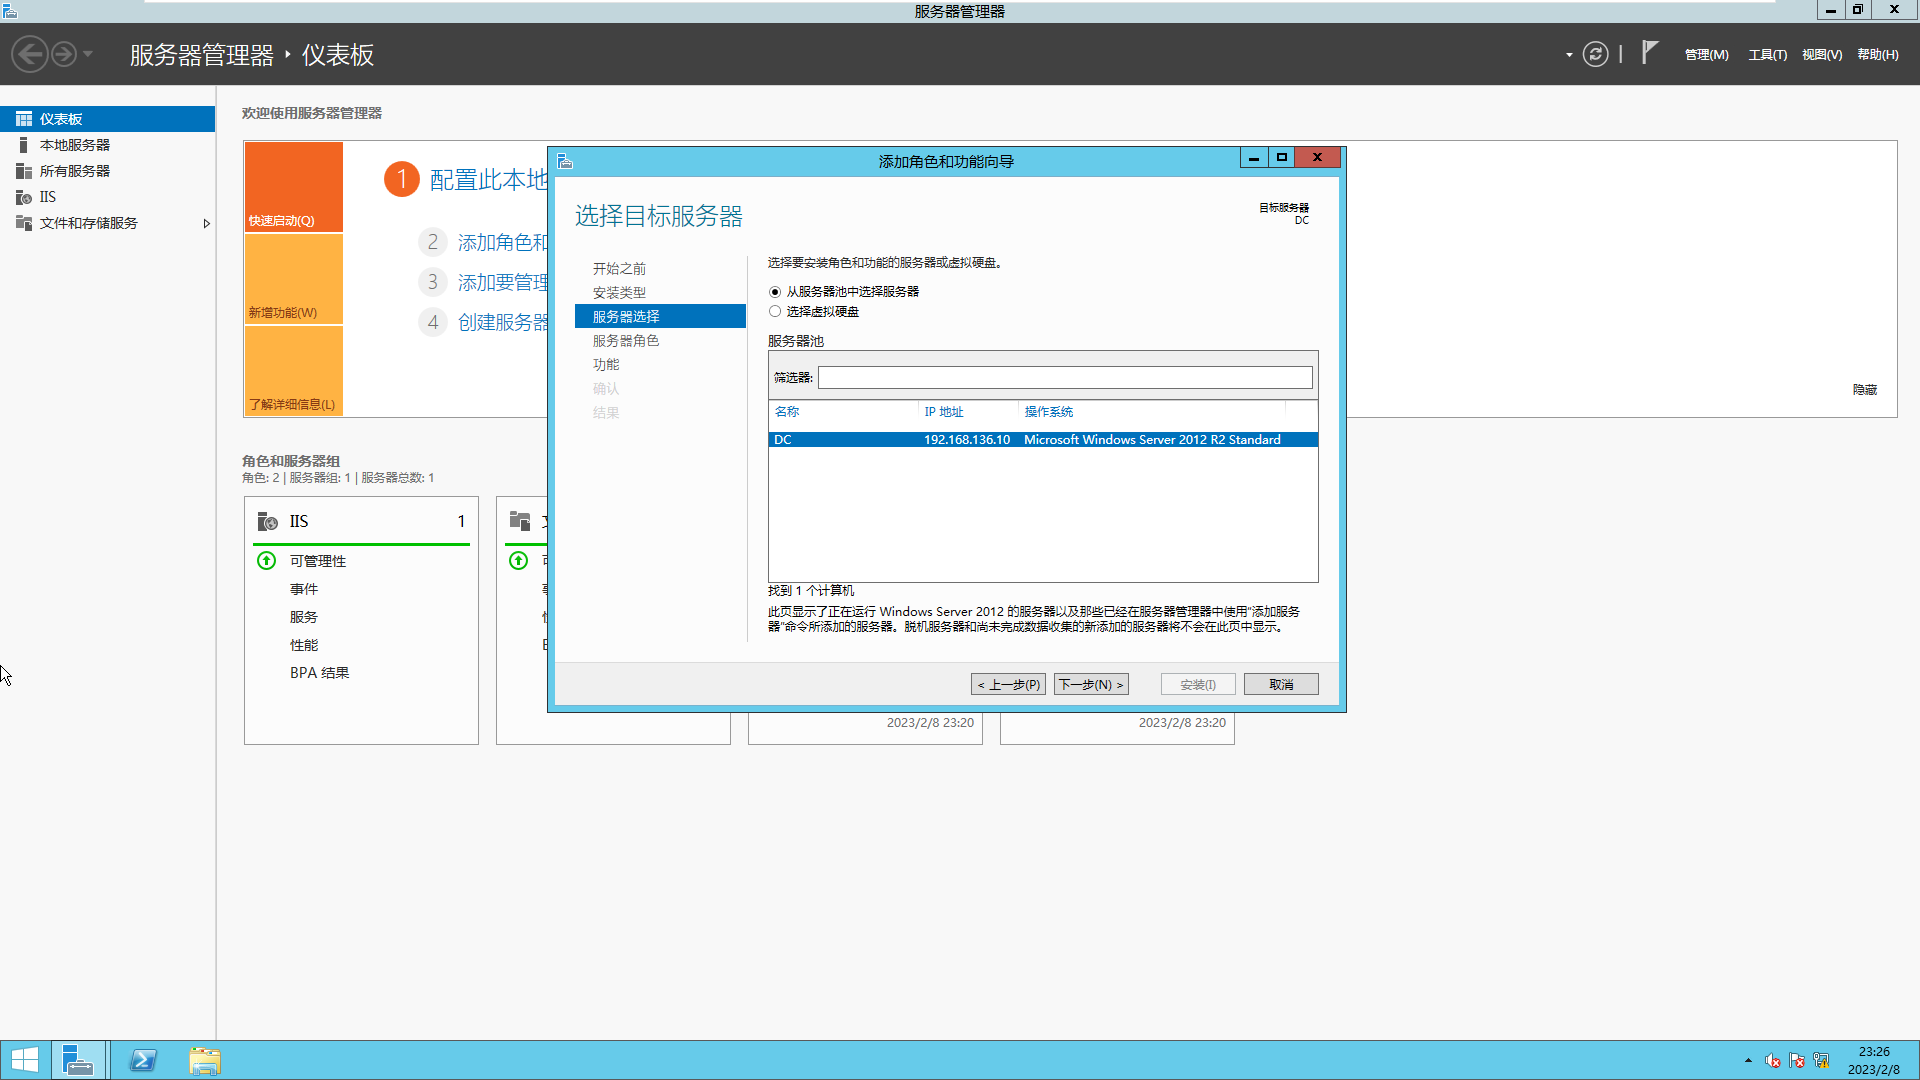 服务器管理器
服务器管理器 ‣ 仪表板
管理(M) 工具(T) 视图(V) 帮助(H)
仪表板
本地服务器
所有服务器
IIS
文件和存储服务
欢迎使用服务器管理器
快速启动(Q)
新增功能(W)
了解详细信息(L)
1 配置此本地
2 添加角色和
3 添加要管理
4 创建服务器
隐藏
角色和服务器组
角色: 2 | 服务器组: 1 | 服务器总数: 1
IIS 1
可管理性
事件
服务
性能
BPA 结果
2023/2/8 23:20
2023/2/8 23:20
添加角色和功能向导
选择目标服务器
目标服务器
DC
开始之前
安装类型
服务器选择
服务器角色
功能
确认
结果
选择要安装角色和功能的服务器或虚拟硬盘。
从服务器池中选择服务器
选择虚拟硬盘
服务器池
筛选器:
名称 IP 地址 操作系统
DC 192.168.136.10 Microsoft Windows Server 2012 R2 Standard
找到 1 个计算机
此页显示了正在运行 Windows Server 2012 的服务器以及那些已经在服务器管理器中使用"添加服务
器"命令所添加的服务器。脱机服务器和尚未完成数据收集的新添加的服务器将不会在此页中显示。
< 上一步(P) 下一步(N) > 安装(I) 取消
23:26
2023/2/8